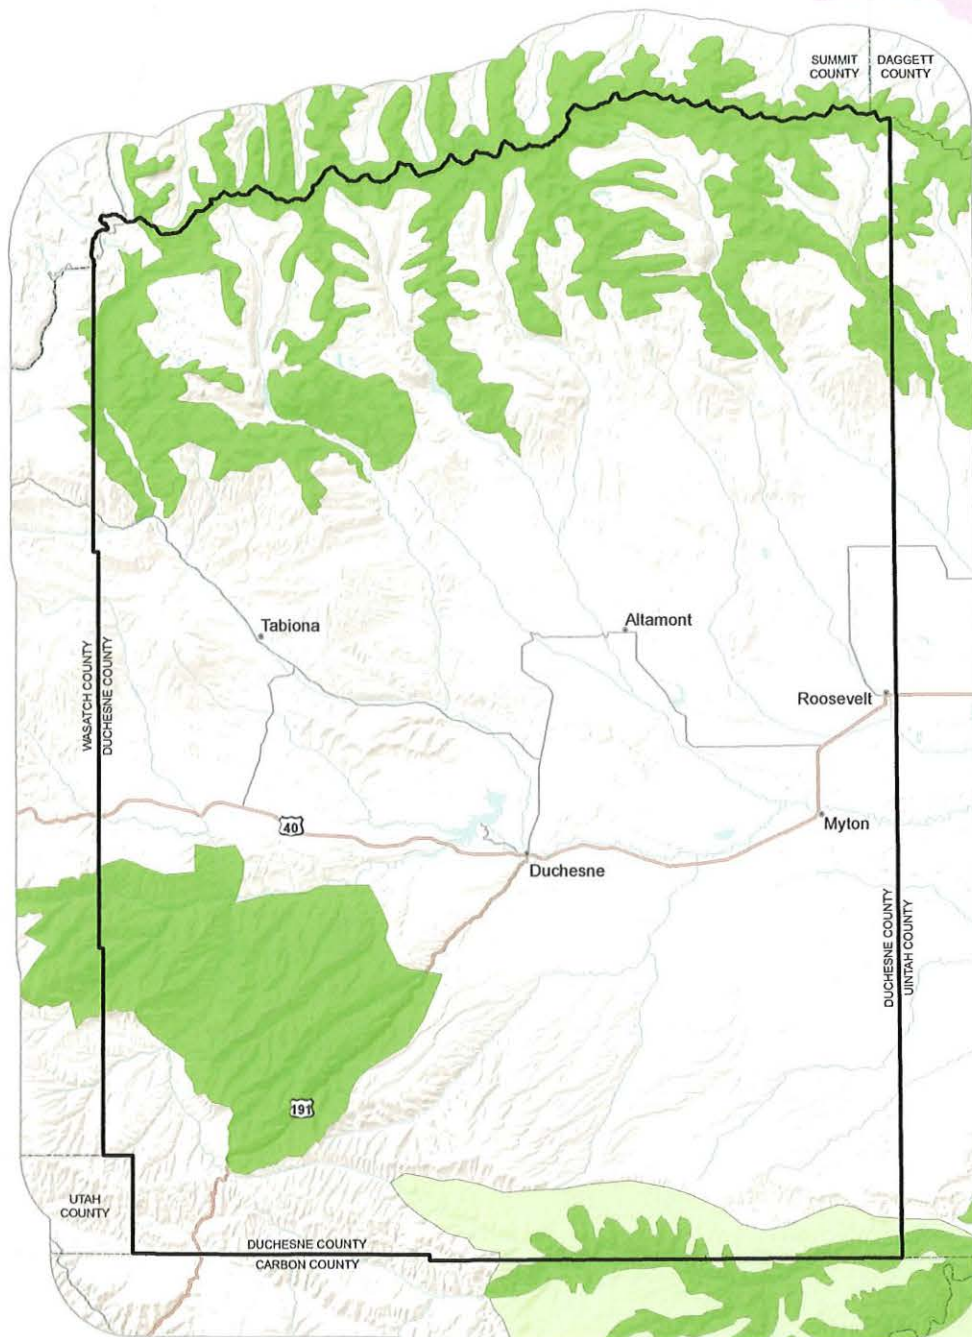 SUMMIT
COUNTY
DAGGETT
COUNTY
Tabiona
Altamont
WASATCH COUNTY
DUCHESNE COUNTY
Roosevelt
40
Myton
Duchesne
DUCHESNE COUNTY
UINTAH COUNTY
191
UTAH
COUNTY
DUCHESNE COUNTY
CARBON COUNTY